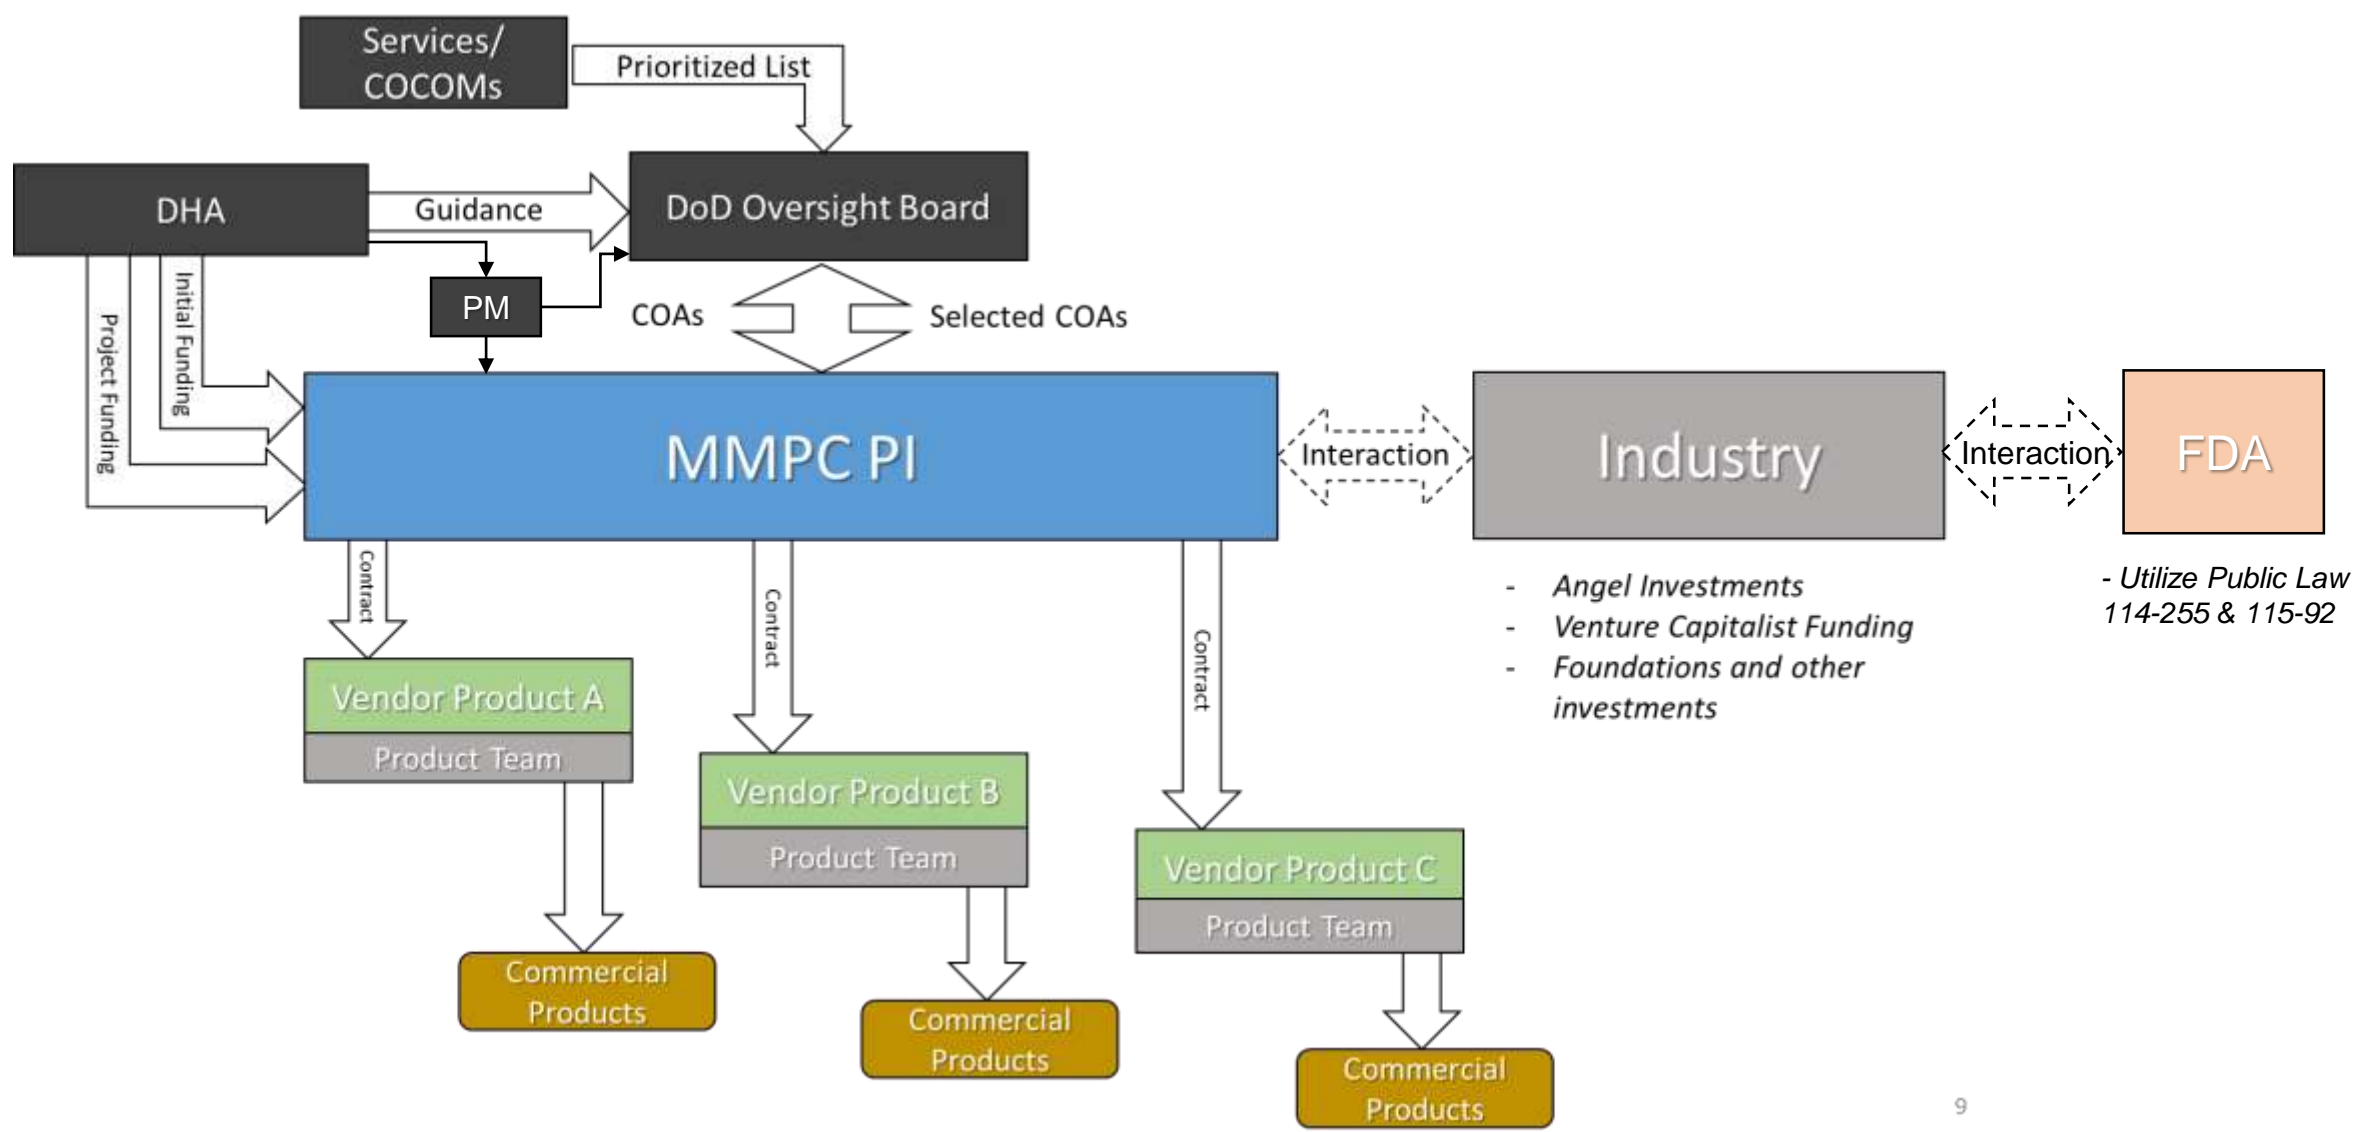 Services/
COCOMs
Prioritized List
DHA
Guidance
DoD Oversight Board
PM
COAs
Selected COAs
Initial Funding
Project Funding
MMPC PI
Interaction
Industry
Interaction
FDA
- Angel Investments
- Venture Capitalist Funding
- Foundations and other
investments
- Utilize Public Law
114-255 & 115-92
Contract
Contract
Contract
Vendor Product A
Product Team
Vendor Product B
Product Team
Vendor Product C
Product Team
Commercial
Products
Commercial
Products
Commercial
Products
9